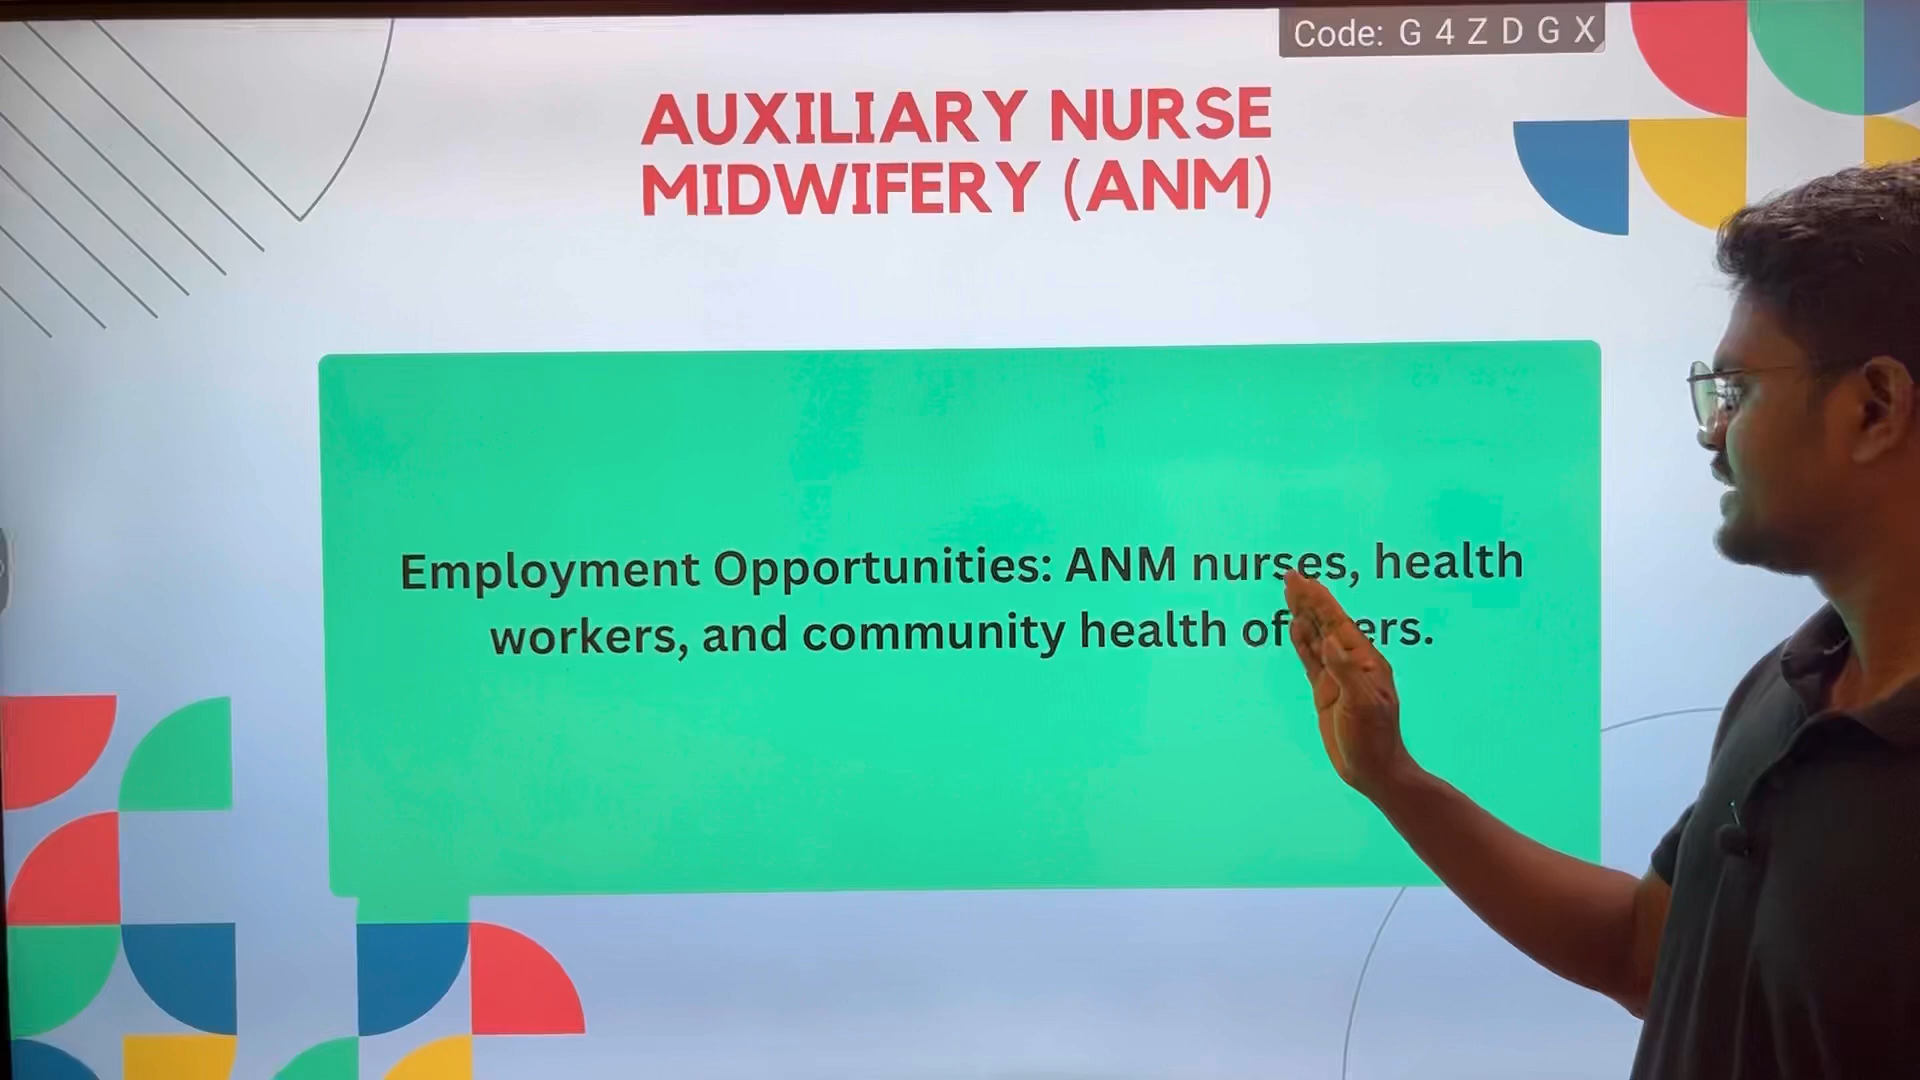 Code: G 4 Z D G X
AUXILIARY NURSE
MIDWIFERY (ANM)
Employment Opportunities: ANM nurses, health
workers, and community health